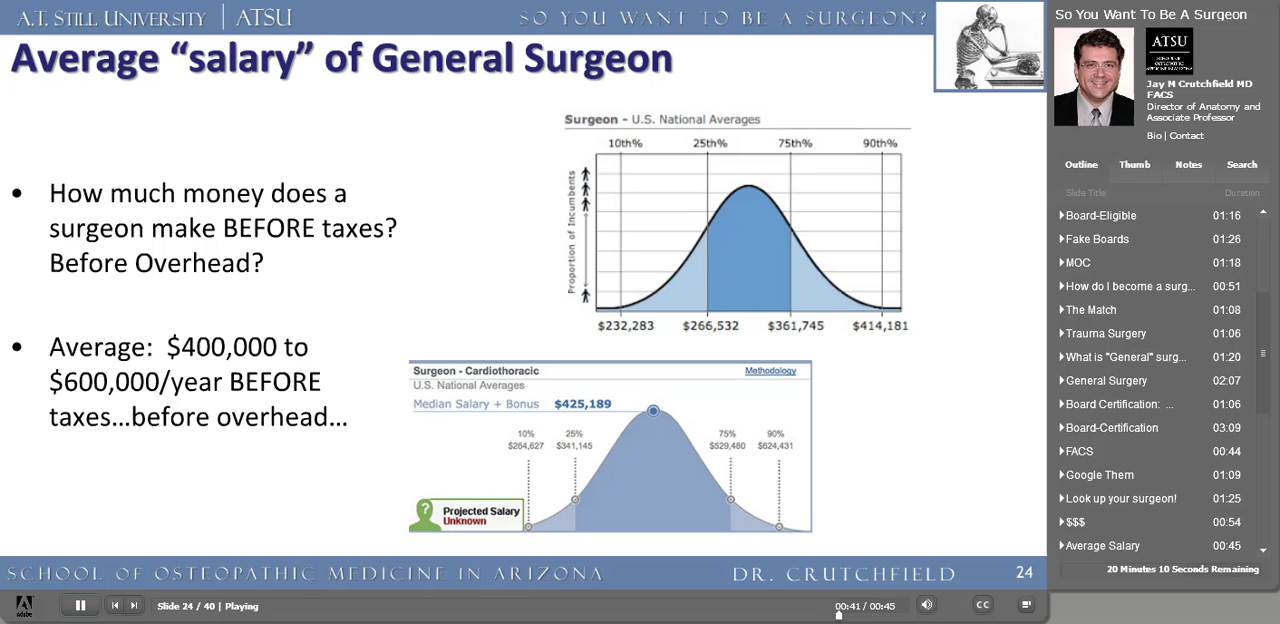 A.T. STILL UNIVERSITY | ATSU
SO YOU WANT TO BE A SURGEON?
Average “salary” of General Surgeon
• How much money does a
surgeon make BEFORE taxes?
Before Overhead?
• Average: $400,000 to
$600,000/year BEFORE
taxes…before overhead…
Surgeon - U.S. National Averages
10th% 25th% 75th% 90th%
Proportion of Incumbents
$232,283 $266,532 $361,745 $414,181
Surgeon - Cardiothoracic Methodology
U.S. National Averages
Median Salary + Bonus $425,189
10% 25% 75% 90%
$264,627 $341,145 $529,480 $624,431
?
Projected Salary
Unknown
SCHOOL OF OSTEOPATHIC MEDICINE IN ARIZONA DR. CRUTCHFIELD 24
So You Want To Be A Surgeon
ATSU
SCHOOL OF
OSTEOPATHIC
MEDICINE IN ARIZONA
Jay M Crutchfield MD
FACS
Director of Anatomy and
Associate Professor
Bio | Contact
Outline Thumb Notes Search
Slide Title Duration
Board-Eligible 01:16
Fake Boards 01:26
MOC 01:18
How do I become a surg... 00:51
The Match 01:08
Trauma Surgery 01:06
What is "General" surg... 01:20
General Surgery 02:07
Board Certification: ... 01:06
Board-Certification 03:09
FACS 00:44
Google Them 01:09
Look up your surgeon! 01:25
$$$ 00:54
Average Salary 00:45
20 Minutes 10 Seconds Remaining
Adobe
Slide 24 / 40 | Playing
00:41 / 00:45
CC